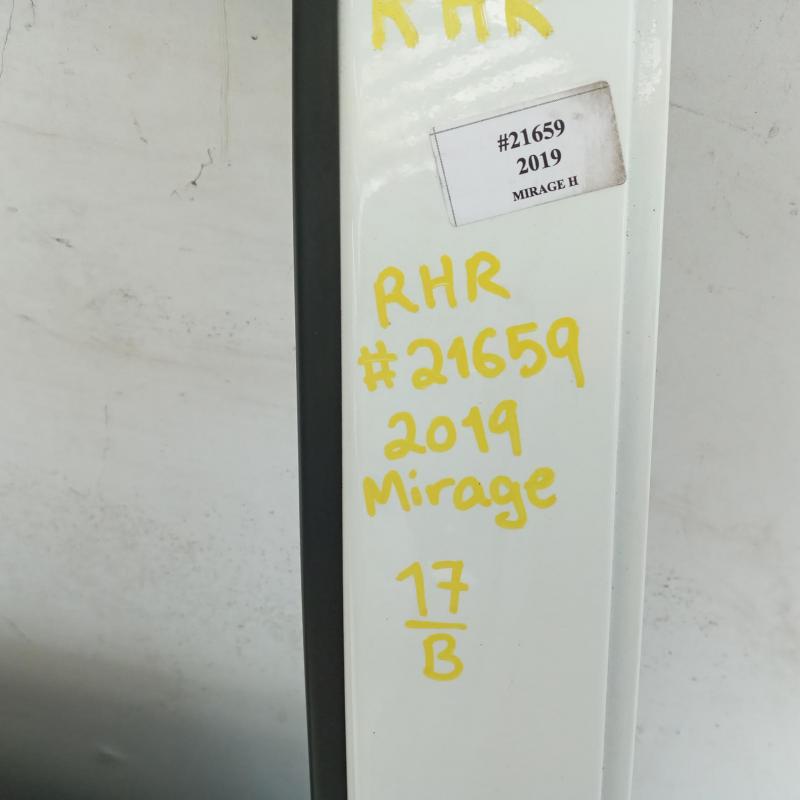 RHR
#21659
2019
MIRAGE H
RHR
#21659
2019
Mirage
17
B